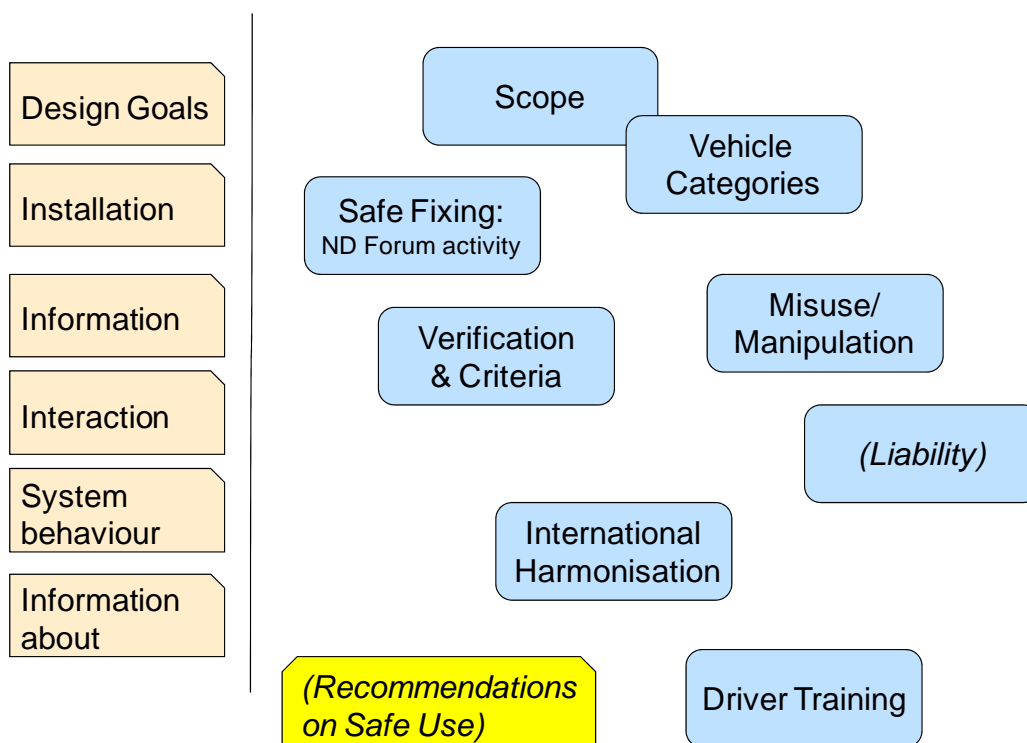 Design Goals
Installation
Information
Interaction
System
behaviour
Information
about
Scope
Vehicle
Categories
Safe Fixing:
ND Forum activity
Misuse/
Manipulation
Verification
& Criteria
(Liability)
International
Harmonisation
(Recommendations
on Safe Use)
Driver Training